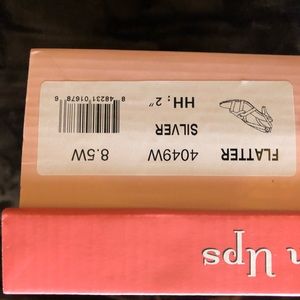 FLATTER 4049W 8.5W
SILVER
HH: 2"
8 48231 01678 6
Ups